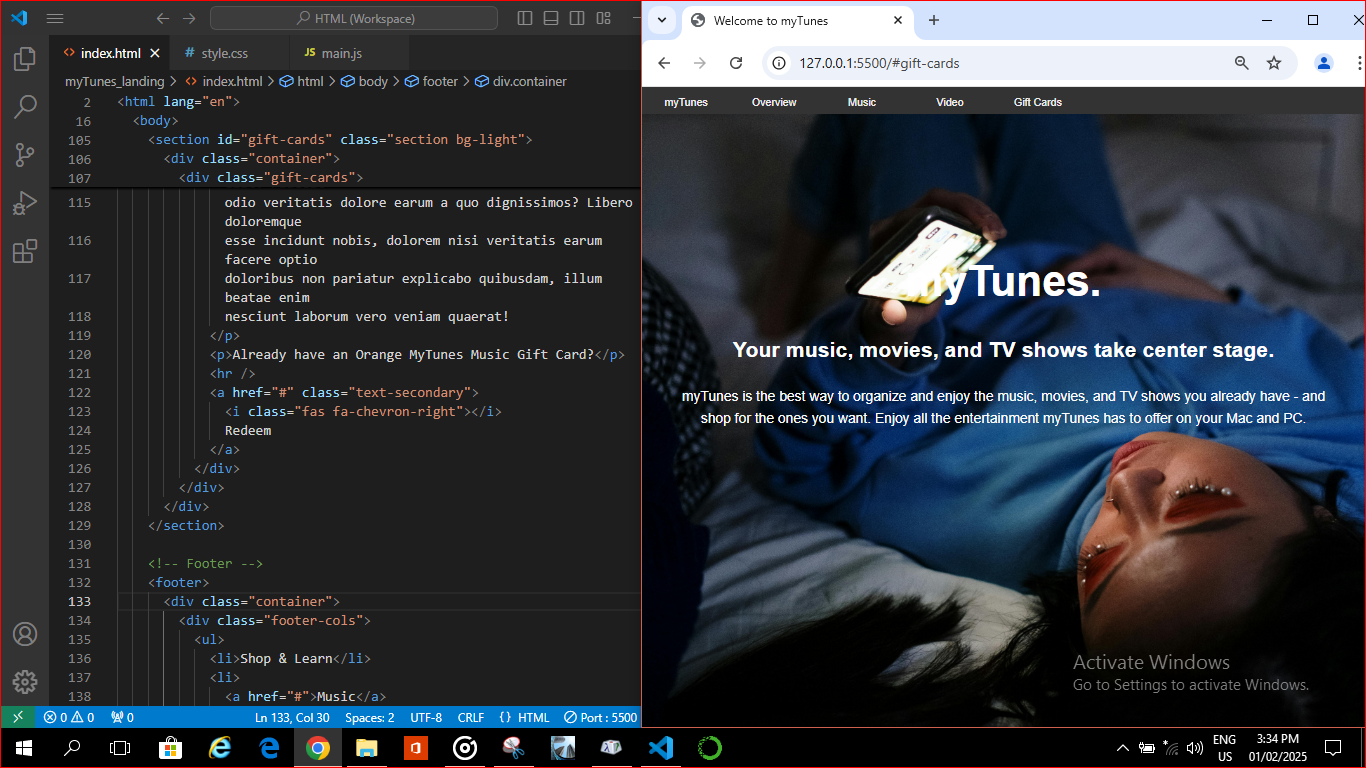 HTML (Workspace)
index.html
style.css
main.js
myTunes_landing > index.html > html > body > footer > div.container
2 <html lang="en">
16 <body>
105 <section id="gift-cards" class="section bg-light">
106 <div class="container">
107 <div class="gift-cards">
115 odio veritatis dolore earum a quo dignissimos? Libero
doloremque
116 esse incidunt nobis, dolorem nisi veritatis earum
facere optio
117 doloribus non pariatur explicabo quibusdam, illum
beatae enim
118 nesciunt laborum vero veniam quaerat!
119 </p>
120 <p>Already have an Orange MyTunes Music Gift Card?</p>
121 <hr />
122 <a href="#" class="text-secondary">
123 <i class="fas fa-chevron-right"></i>
124 Redeem
125 </a>
126 </div>
127 </div>
128 </div>
129 </section>
130
131 <!-- Footer -->
132 <footer>
133 <div class="container">
134 <div class="footer-cols">
135 <ul>
136 <li>Shop & Learn</li>
137 <li>
138 <a href="#">Music</a>
0 0 0 Ln 133, Col 30 Spaces: 2 UTF-8 CRLF {} HTML Port : 5500
Welcome to myTunes
127.0.0.1:5500/#gift-cards
myTunes Overview Music Video Gift Cards
myTunes.
Your music, movies, and TV shows take center stage.
myTunes is the best way to organize and enjoy the music, movies, and TV shows you already have - and
shop for the ones you want. Enjoy all the entertainment myTunes has to offer on your Mac and PC.
Activate Windows
Go to Settings to activate Windows.
ENG
US
3:34 PM
01/02/2025